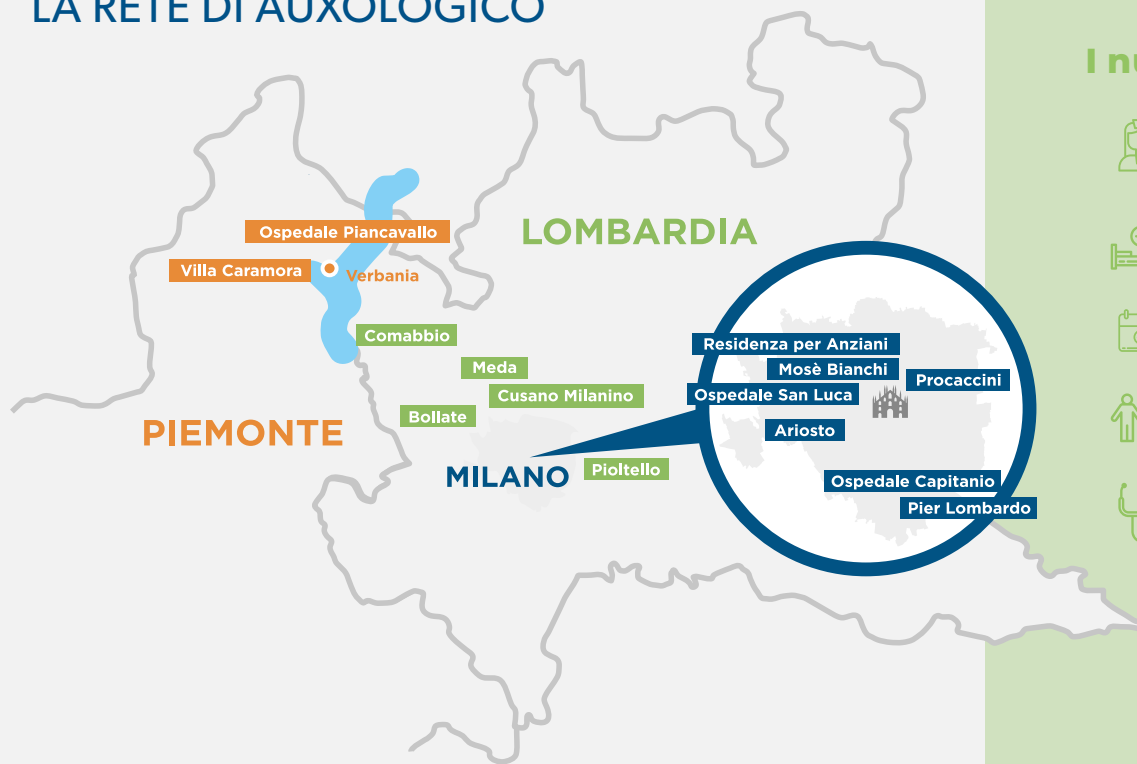 LA RETE DI AUXOLOGICO
I nu
LOMBARDIA
Ospedale Piancavallo
Villa Caramora
Verbania
Comabbio
Meda
Cusano Milanino
Bollate
PIEMONTE
MILANO
Pioltello
Residenza per Anziani
Mosè Bianchi
Procaccini
Ospedale San Luca
Ariosto
Ospedale Capitanio
Pier Lombardo